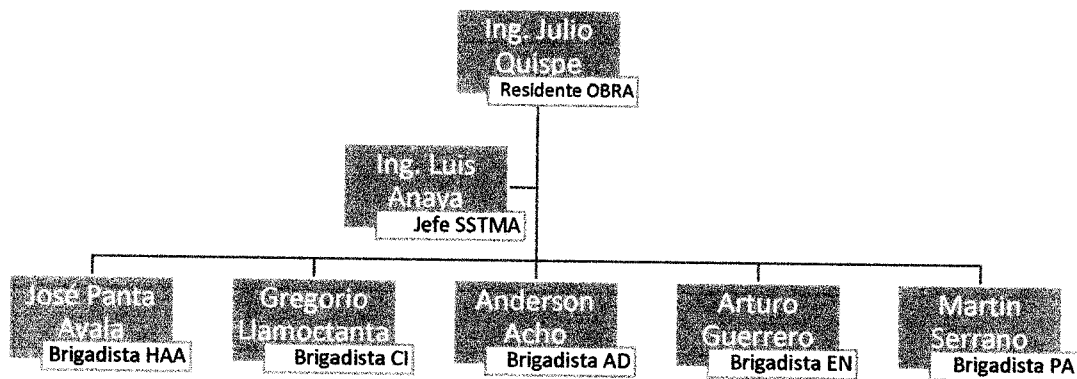 Ing. Julio
Quispe
Residente OBRA
Ing. Luis
Anaya
Jefe SSTMA
José Panta
Ayala
Brigadista HAA
Gregorio
Llamoctanta
Brigadista CI
Anderson
Acho
Brigadista AD
Arturo
Guerrero
Brigadista EN
Martin
Serrano
Brigadista PA